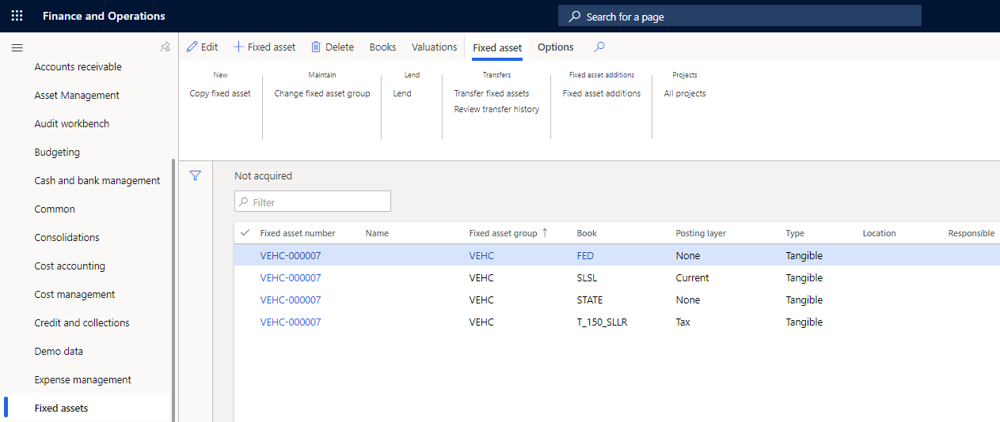 Finance and Operations
Search for a page
Edit
Fixed asset
Delete
Books
Valuations
Fixed asset
Options
Accounts receivable
Asset Management
Audit workbench
Budgeting
Cash and bank management
Common
Consolidations
Cost accounting
Cost management
Credit and collections
Demo data
Expense management
Fixed assets
New
Copy fixed asset
Maintain
Change fixed asset group
Lend
Lend
Transfers
Transfer fixed assets
Review transfer history
Fixed asset additions
Fixed asset additions
Projects
All projects
Not acquired
Filter
Fixed asset number Name Fixed asset group Book Posting layer Type Location Responsible
VEHC-000007 VEHC FED None Tangible
VEHC-000007 VEHC SLSL Current Tangible
VEHC-000007 VEHC STATE None Tangible
VEHC-000007 VEHC T_150_SLLR Tax Tangible